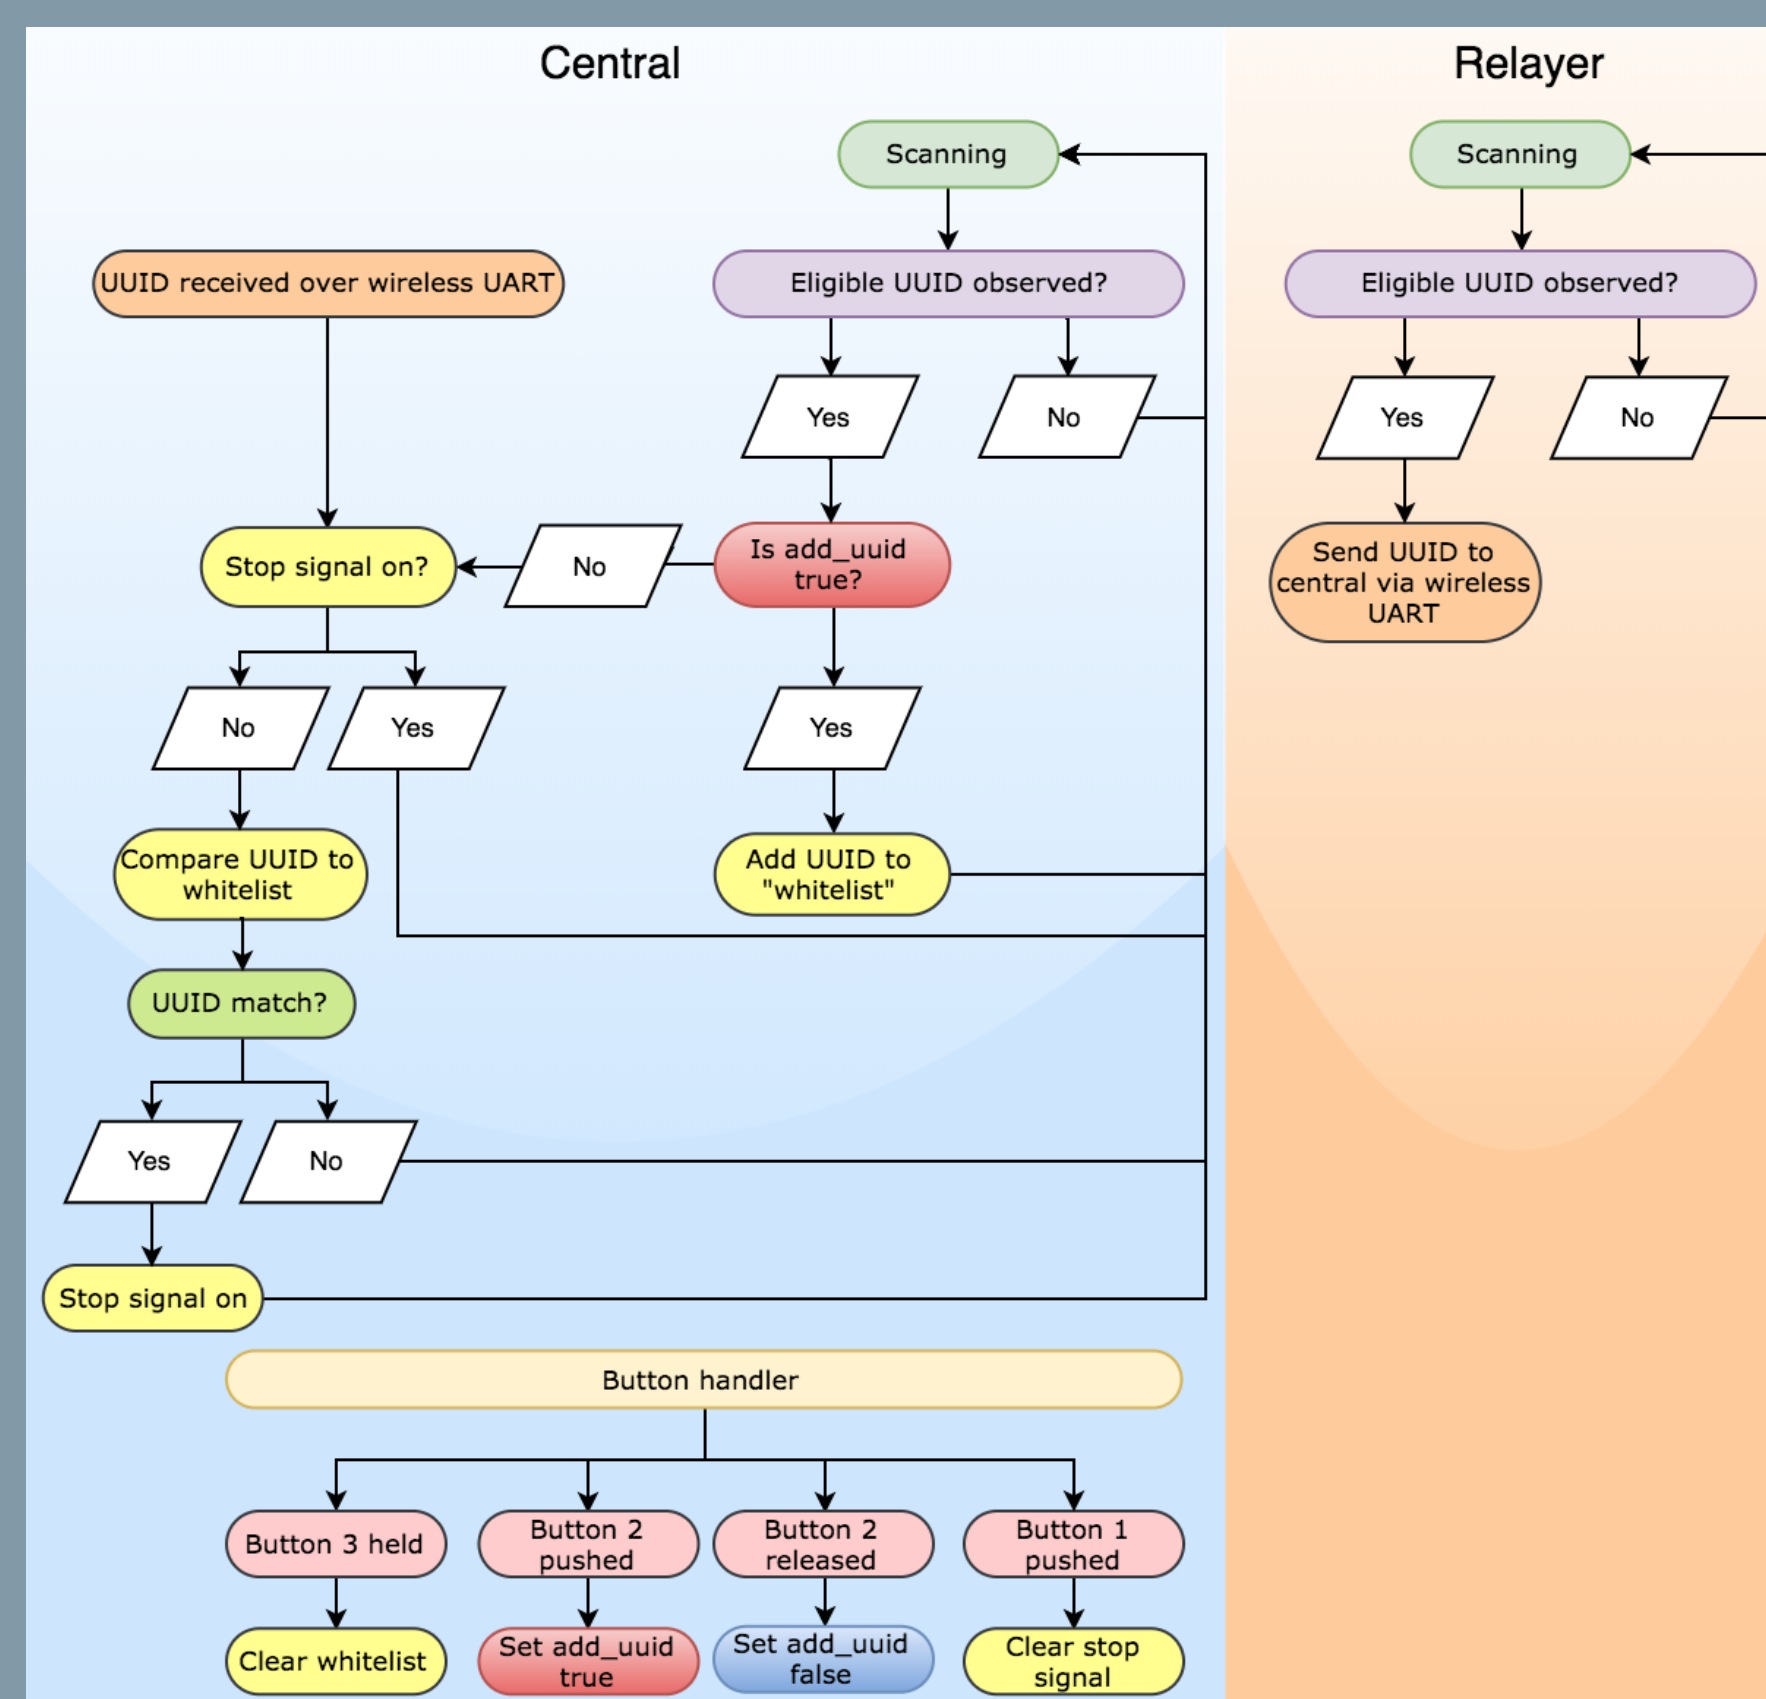 Central
Relayer
Scanning
Scanning
UUID received over wireless UART
Eligible UUID observed?
Eligible UUID observed?
Yes
No
Yes
No
Stop signal on?
No
Is add_uuid
true?
Send UUID to
central via wireless
UART
No
Yes
Yes
Compare UUID to
whitelist
Add UUID to
"whitelist"
UUID match?
Yes
No
Stop signal on
Button handler
Button 3 held
Button 2
pushed
Button 2
released
Button 1
pushed
Clear whitelist
Set add_uuid
true
Set add_uuid
false
Clear stop
signal